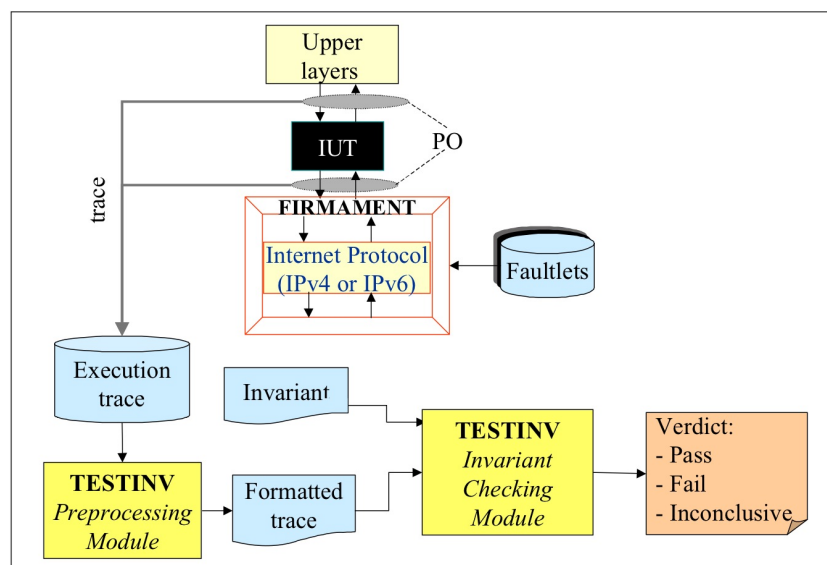 Upper
layers
PO
IUT
trace
FIRMAMENT
Internet Protocol
(IPv4 or IPv6)
Faultlets
Execution
trace
Invariant
TESTINV
Invariant
Checking
Module
Verdict:
- Pass
- Fail
- Inconclusive
TESTINV
Preprocessing
Module
Formatted
trace